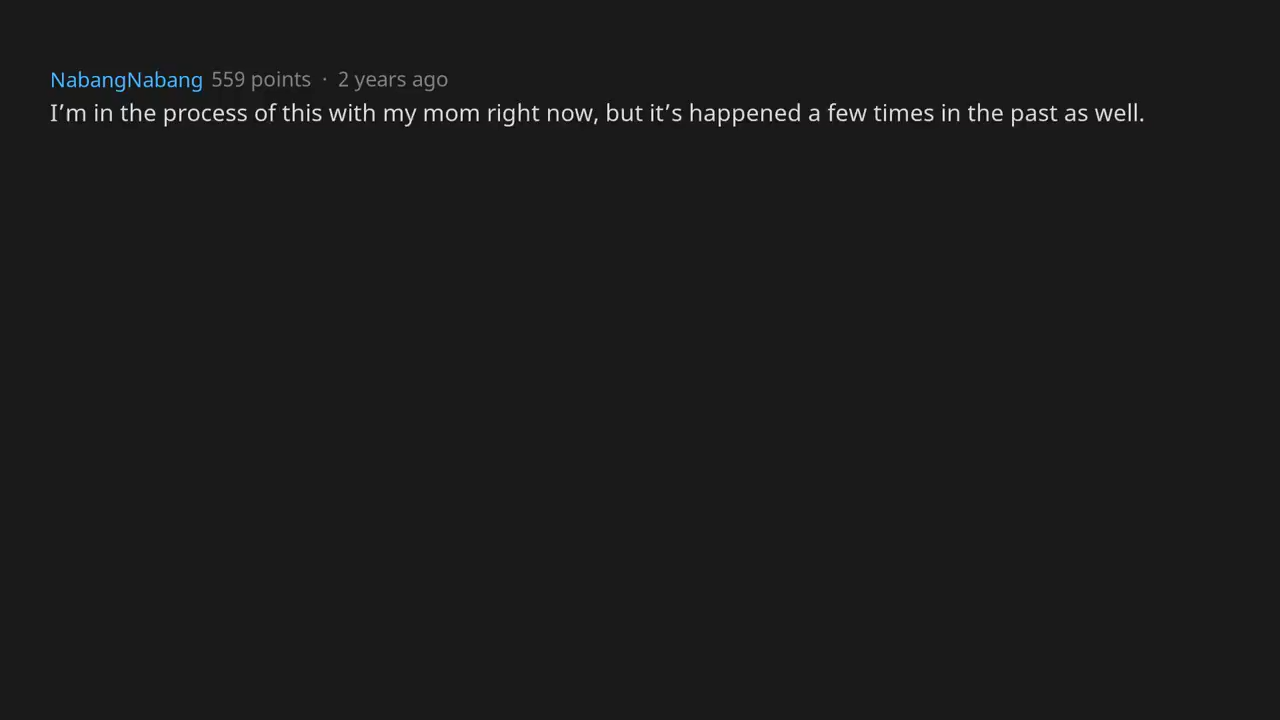 NabangNabang 559 points · 2 years ago
I’m in the process of this with my mom right now, but it’s happened a few times in the past as well.